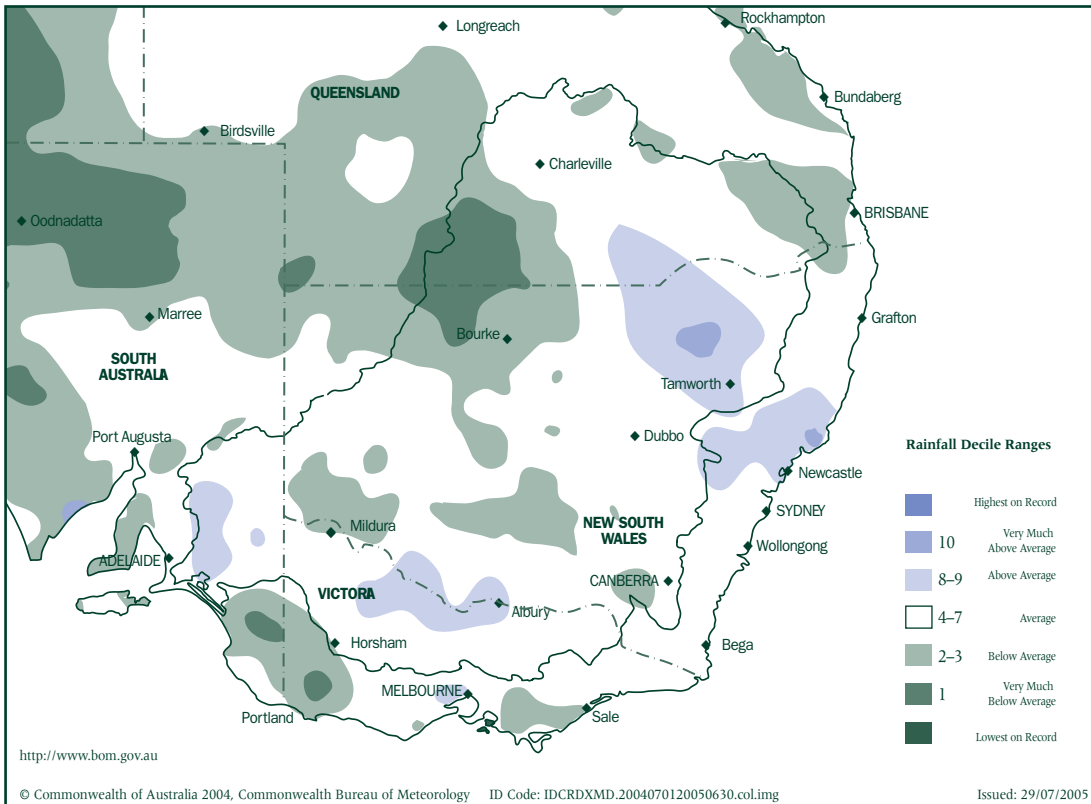 Rockhampton
Longreach
QUEENSLAND
Bundaberg
Birdsville
Charleville
Oodnadatta
BRISBANE
Marree
Grafton
Bourke
SOUTH
AUSTRALA
Tamworth
Port Augusta
Dubbo
Newcastle
SYDNEY
Mildura
NEW SOUTH
WALES
Wollongong
ADELAIDE
CANBERRA
VICTORA
Albury
Horsham
Bega
MELBOURNE
Portland
Sale
Rainfall Decile Ranges
Highest on Record
10 Very Much
Above Average
8–9 Above Average
4–7 Average
2–3 Below Average
1 Very Much
Below Average
Lowest on Record
http://www.bom.gov.au
© Commonwealth of Australia 2004, Commonwealth Bureau of Meteorology ID Code: IDCRDXMD.2004070120050630.col.img Issued: 29/07/2005